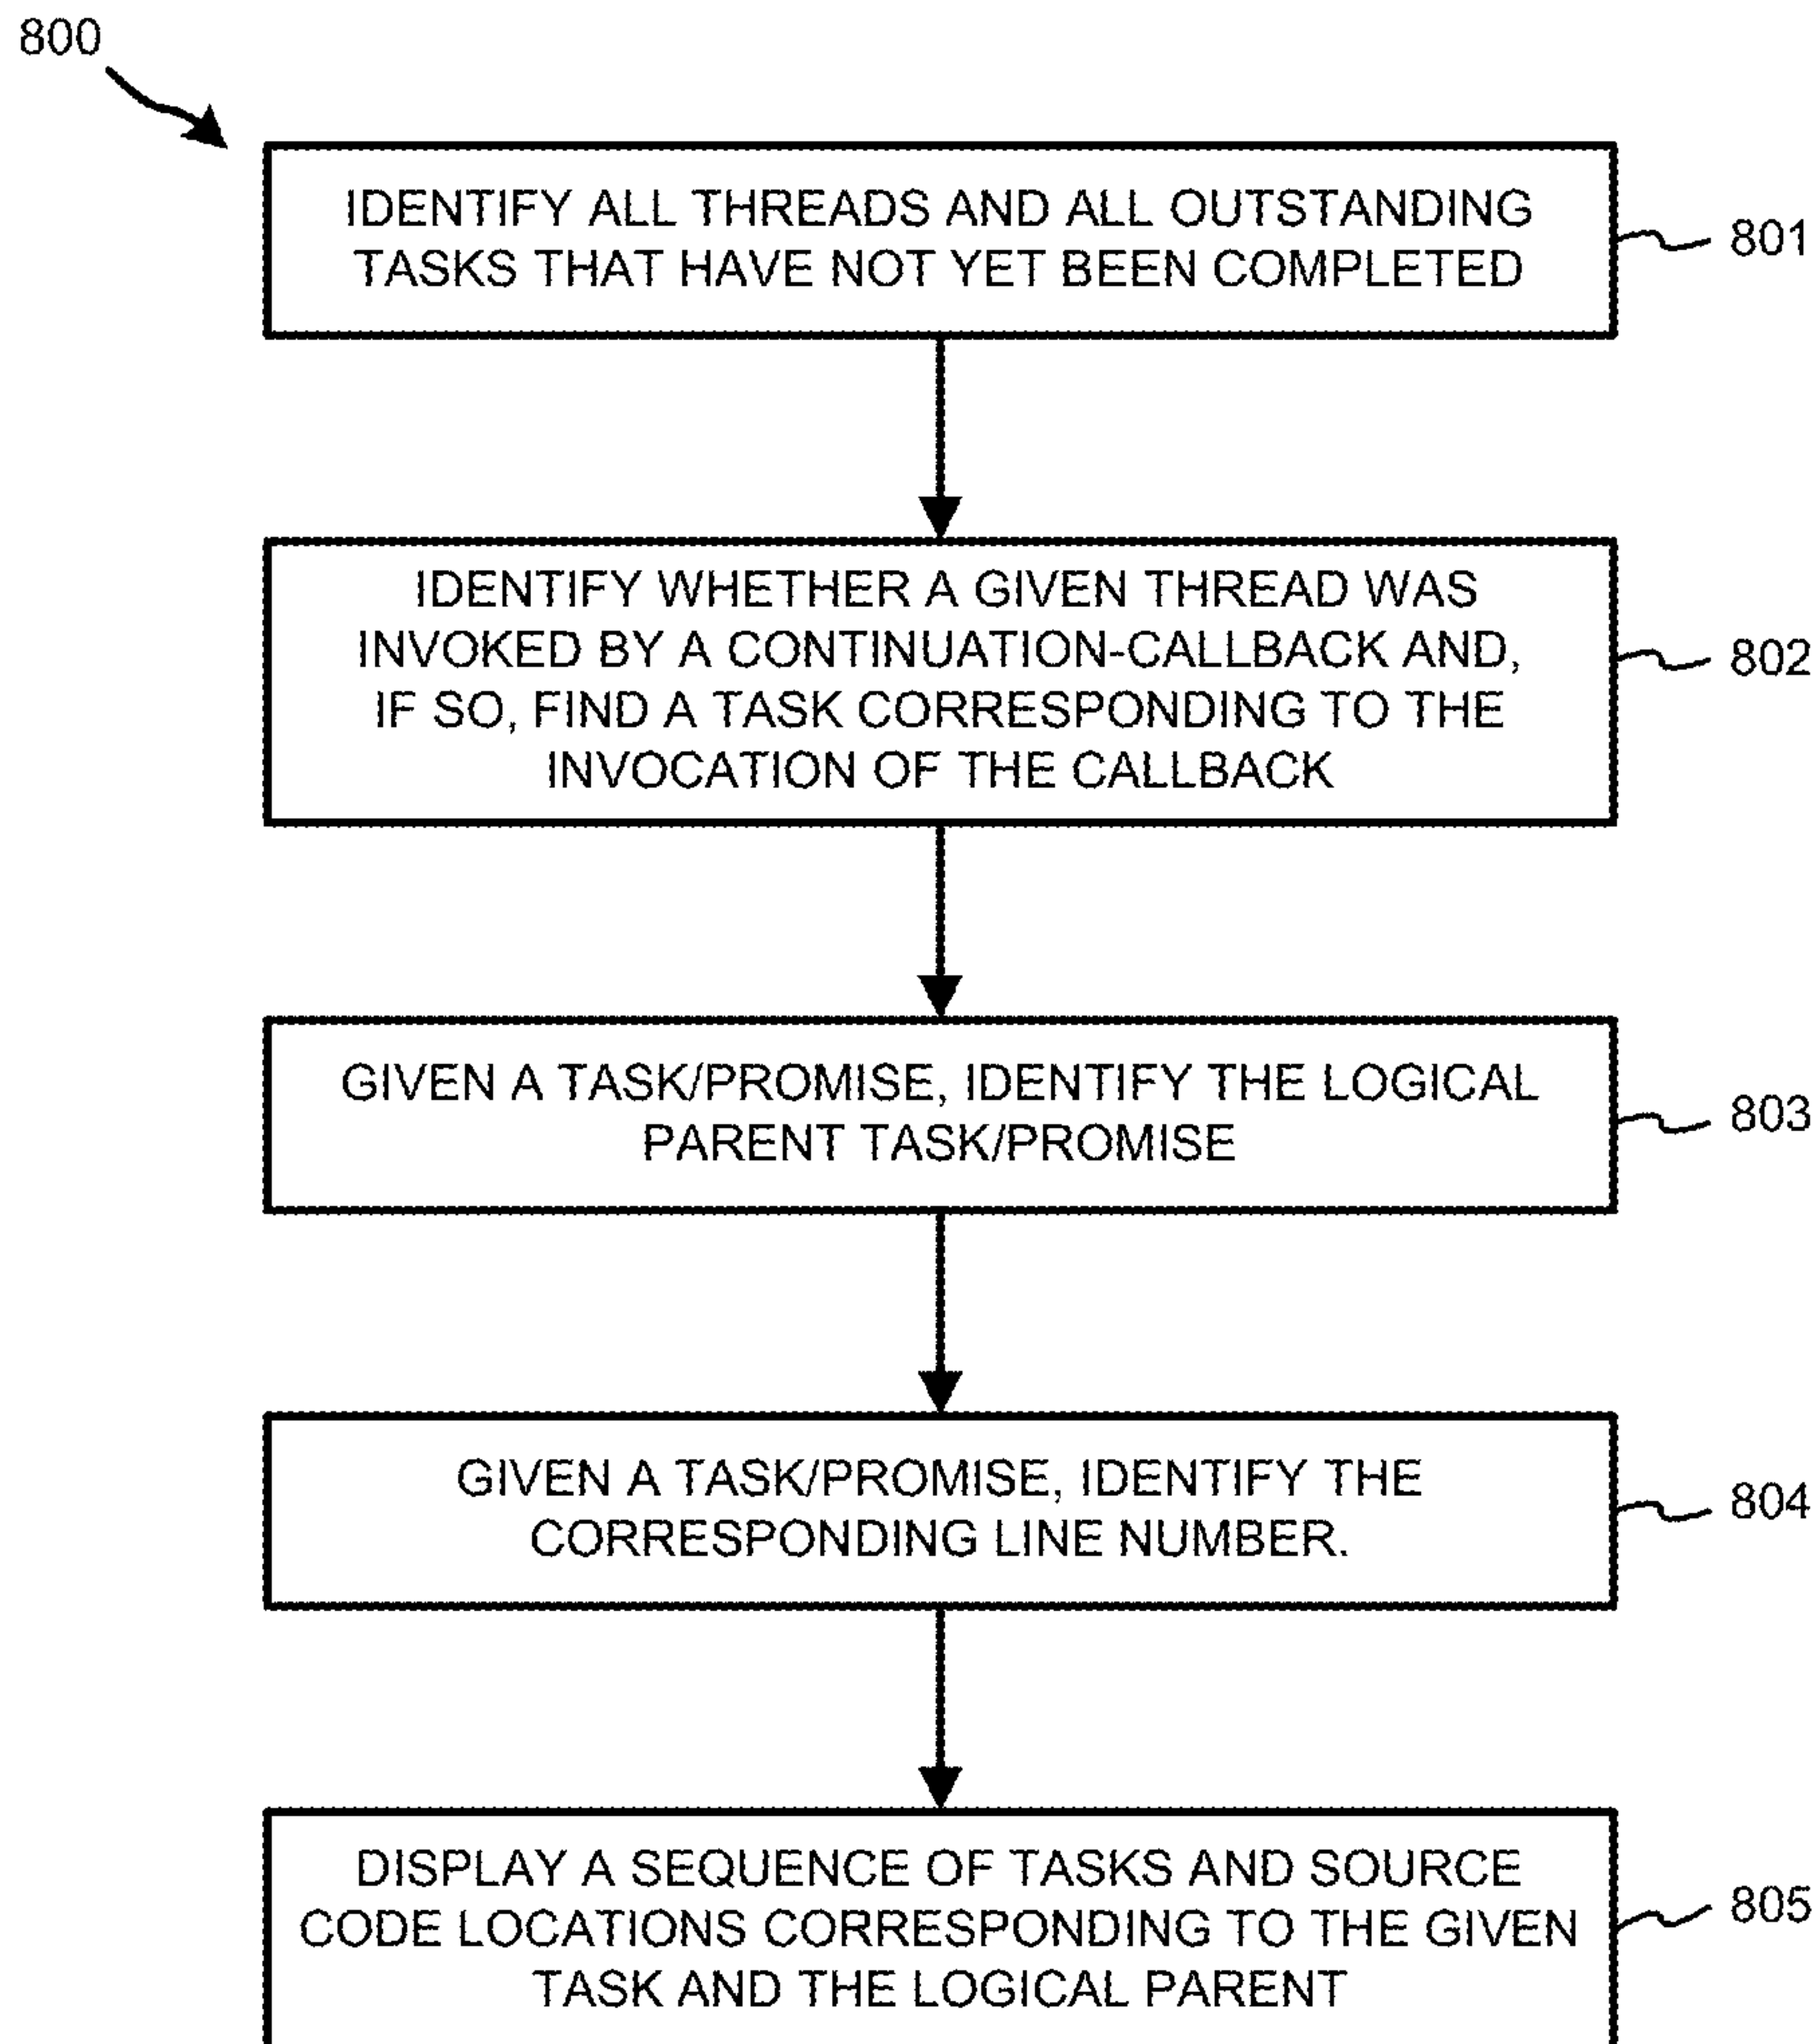 800
IDENTIFY ALL THREADS AND ALL OUTSTANDING
TASKS THAT HAVE NOT YET BEEN COMPLETED
801
IDENTIFY WHETHER A GIVEN THREAD WAS
INVOKED BY A CONTINUATION-CALLBACK AND,
IF SO, FIND A TASK CORRESPONDING TO THE
INVOCATION OF THE CALLBACK
802
GIVEN A TASK/PROMISE, IDENTIFY THE LOGICAL
PARENT TASK/PROMISE
803
GIVEN A TASK/PROMISE, IDENTIFY THE
CORRESPONDING LINE NUMBER.
804
DISPLAY A SEQUENCE OF TASKS AND SOURCE
CODE LOCATIONS CORRESPONDING TO THE GIVEN
TASK AND THE LOGICAL PARENT
805